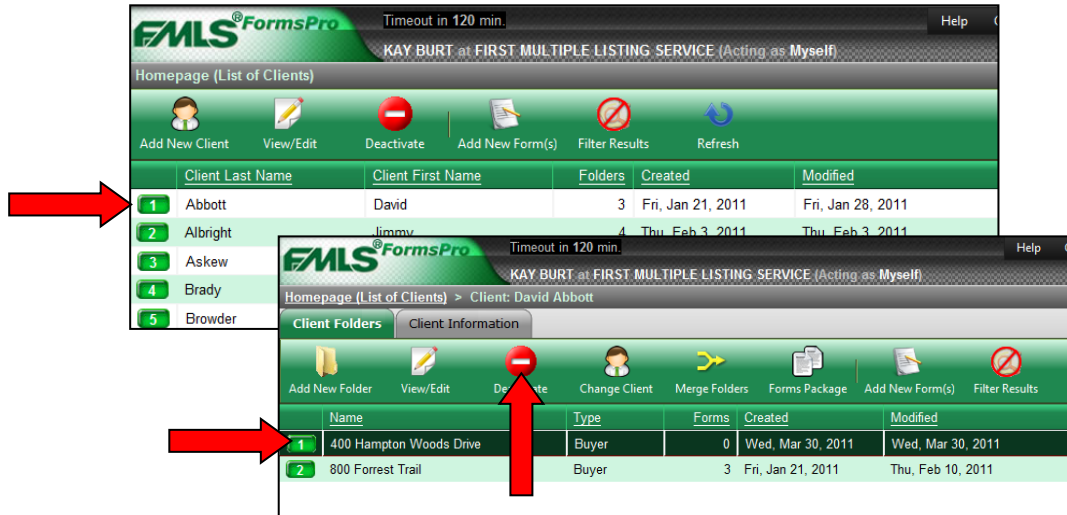 FMLS®FormsPro
Timeout in 120 min.
Help
KAY BURT at FIRST MULTIPLE LISTING SERVICE (Acting as Myself)
Homepage (List of Clients)
Add New Client View/Edit Deactivate Add New Form(s) Filter Results Refresh
Client Last Name Client First Name Folders Created Modified
1 Abbott David 3 Fri, Jan 21, 2011 Fri, Jan 28, 2011
2 Albright Jimmy 4 Thu, Feb 3, 2011 Thu, Feb 3, 2011
3 Askew
4 Brady
5 Browder
FMLS®FormsPro
Timeout in 120 min.
Help
KAY BURT at FIRST MULTIPLE LISTING SERVICE (Acting as Myself)
Homepage (List of Clients) > Client: David Abbott
Client Folders Client Information
Add New Folder View/Edit Change Client Merge Folders Forms Package Add New Form(s) Filter Results
Name Type Forms Created Modified
1 400 Hampton Woods Drive Buyer 0 Wed, Mar 30, 2011 Wed, Mar 30, 2011
2 800 Forrest Trail Buyer 3 Fri, Jan 21, 2011 Thu, Feb 10, 2011